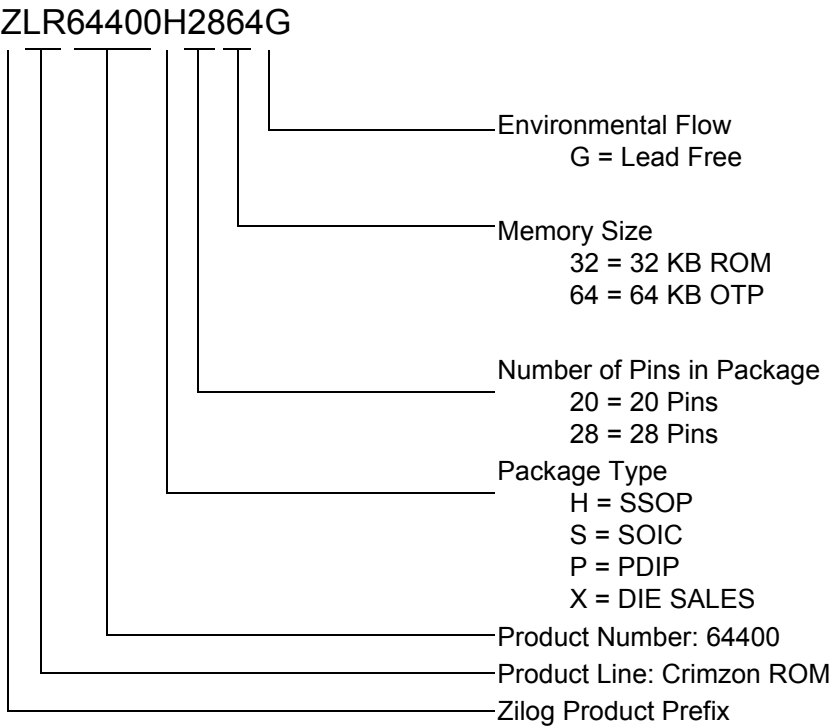 ZLR64400H2864G
Environmental Flow
G = Lead Free
Memory Size
32 = 32 KB ROM
64 = 64 KB OTP
Number of Pins in Package
20 = 20 Pins
28 = 28 Pins
Package Type
H = SSOP
S = SOIC
P = PDIP
X = DIE SALES
Product Number: 64400
Product Line: Crimzon ROM
Zilog Product Prefix